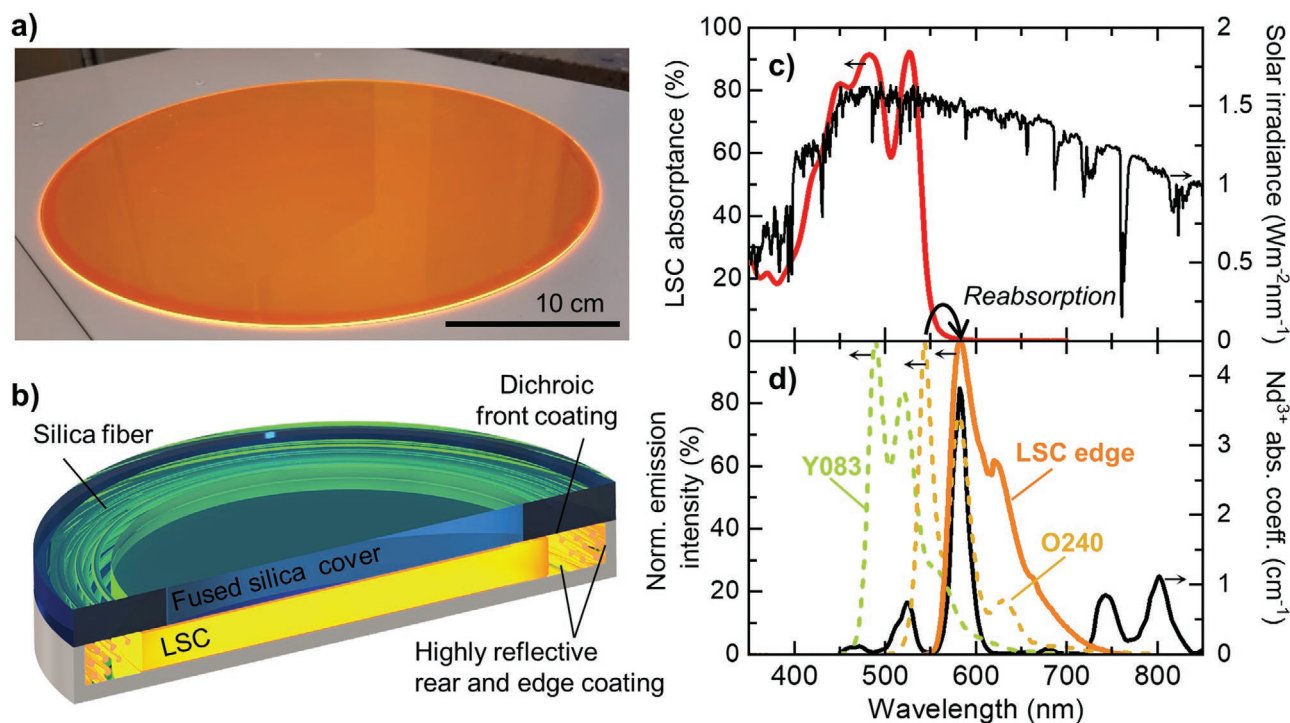 a)
10 cm
b)
Silica fiber
Dichroic
front coating
Fused silica cover
LSC
Highly reflective
rear and edge coating
c)
LSC absorptance (%)
100
80
60
40
20
0
Reabsorption
2
1.5
1
0.5
0
Solar irradiance (Wm⁻²nm⁻¹)
d)
Norm. emission
intensity (%)
80
60
40
20
0
Y083
LSC edge
O240
4
3
2
1
0
Nd³⁺ abs. coeff. (cm⁻¹)
400 500 600 700 800
Wavelength (nm)